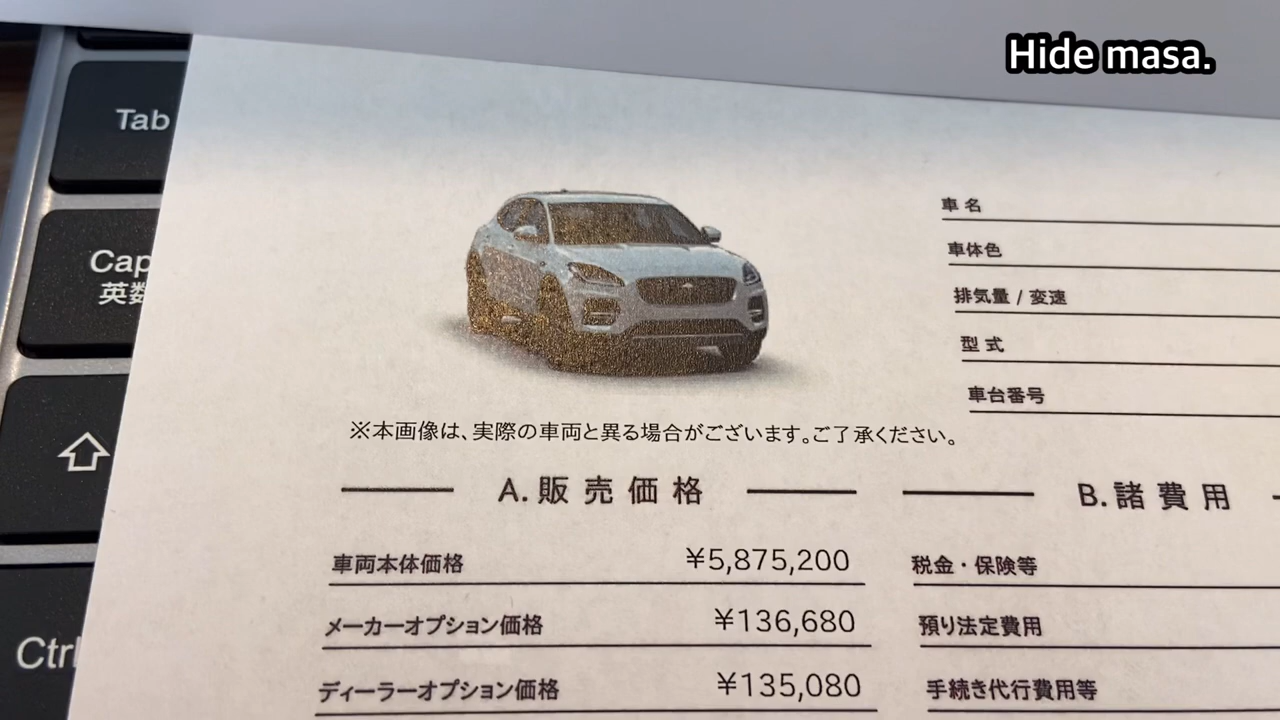 Hide masa.
Tab
Cap
英数
Ctrl
車名
車体色
排気量 / 変速
型式
車台番号
※本画像は、実際の車両と異る場合がございます。ご了承ください。
A. 販売価格
車両本体価格 ¥5,875,200
メーカーオプション価格 ¥136,680
ディーラーオプション価格 ¥135,080
B. 諸費用
税金・保険等
預り法定費用
手続き代行費用等